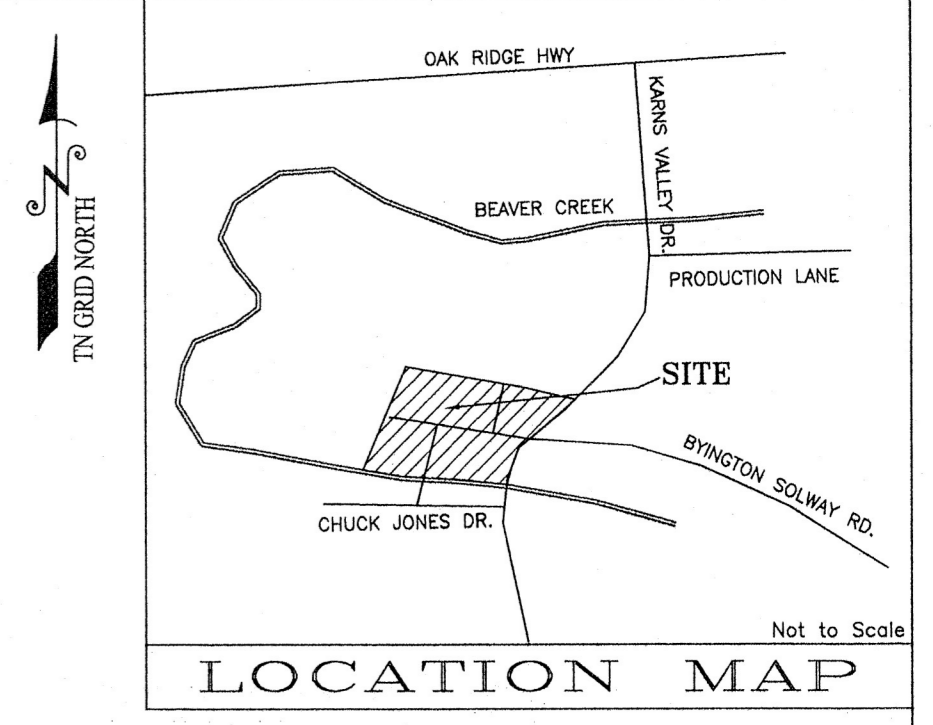 OAK RIDGE HWY
KARNS VALLEY DR.
BEAVER CREEK
TN GRID NORTH
N
PRODUCTION LANE
SITE
BYINGTON SOLWAY RD.
CHUCK JONES DR.
Not to Scale
LOCATION MAP